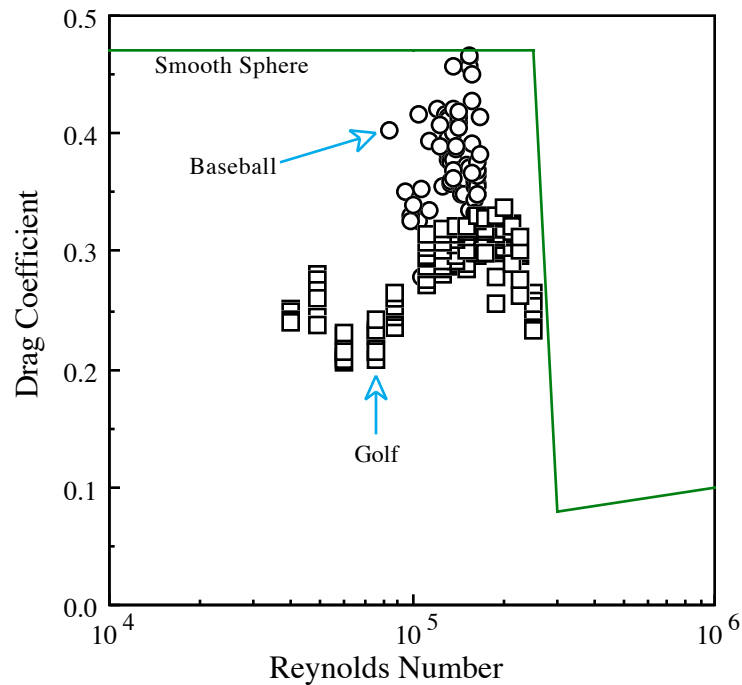 0.5
0.4
0.3
0.2
0.1
0.0
Drag Coefficient
Smooth Sphere
Baseball
Golf
10 4
10 5
10 6
Reynolds Number